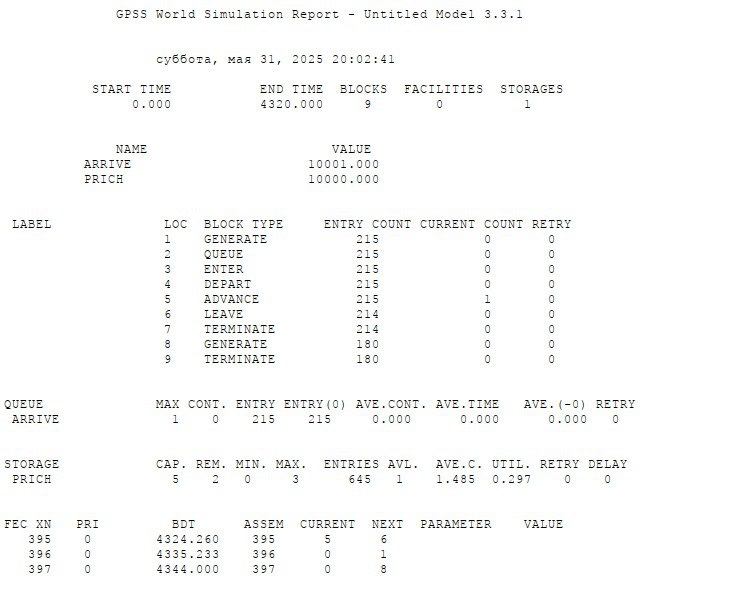 GPSS World Simulation Report - Untitled Model 3.3.1
суббота, мая 31, 2025 20:02:41
START TIME END TIME BLOCKS FACILITIES STORAGES
0.000 4320.000 9 0 1
NAME VALUE
ARRIVE 10001.000
PRICH 10000.000
LABEL LOC BLOCK TYPE ENTRY COUNT CURRENT COUNT RETRY
1 GENERATE 215 0 0
2 QUEUE 215 0 0
3 ENTER 215 0 0
4 DEPART 215 0 0
5 ADVANCE 215 1 0
6 LEAVE 214 0 0
7 TERMINATE 214 0 0
8 GENERATE 180 0 0
9 TERMINATE 180 0 0
QUEUE MAX CONT. ENTRY ENTRY(0) AVE.CONT. AVE.TIME AVE.(-0) RETRY
ARRIVE 1 0 215 215 0.000 0.000 0.000 0
STORAGE CAP. REM. MIN. MAX. ENTRIES AVL. AVE.C. UTIL. RETRY DELAY
PRICH 5 2 0 3 645 1 1.485 0.297 0 0
FEC XN PRI BDT ASSEM CURRENT NEXT PARAMETER VALUE
395 0 4324.260 395 5 6
396 0 4335.233 396 0 1
397 0 4344.000 397 0 8